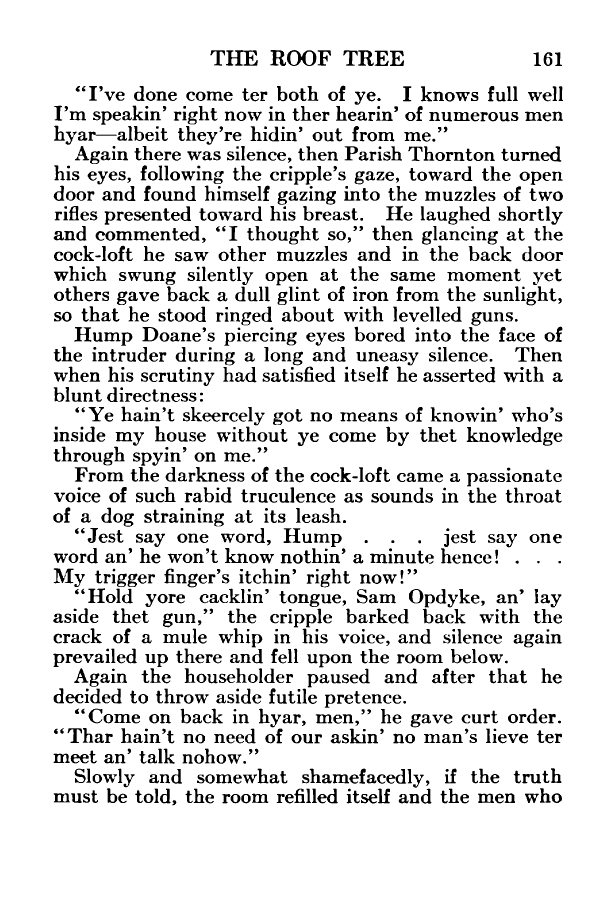 THE ROOF TREE 161
“I’ve done come ter both of ye. I knows full well
I’m speakin’ right now in ther hearin’ of numerous men
hyar—albeit they’re hidin’ out from me.”
Again there was silence, then Parish Thornton turned
his eyes, following the cripple’s gaze, toward the open
door and found himself gazing into the muzzles of two
rifles presented toward his breast. He laughed shortly
and commented, “I thought so,” then glancing at the
cock-loft he saw other muzzles and in the back door
which swung silently open at the same moment yet
others gave back a dull glint of iron from the sunlight,
so that he stood ringed about with levelled guns.
Hump Doane’s piercing eyes bored into the face of
the intruder during a long and uneasy silence. Then
when his scrutiny had satisfied itself he asserted with a
blunt directness:
“Ye hain’t skeercely got no means of knowin’ who’s
inside my house without ye come by thet knowledge
through spyin’ on me.”
From the darkness of the cock-loft came a passionate
voice of such rabid truculence as sounds in the throat
of a dog straining at its leash.
“Jest say one word, Hump . . . jest say one
word an’ he won’t know nothin’ a minute hence! . . .
My trigger finger’s itchin’ right now!”
“Hold yore cacklin’ tongue, Sam Opdyke, an’ lay
aside thet gun,” the cripple barked back with the
crack of a mule whip in his voice, and silence again
prevailed up there and fell upon the room below.
Again the householder paused and after that he
decided to throw aside futile pretence.
“Come on back in hyar, men,” he gave curt order.
“Thar hain’t no need of our askin’ no man’s lieve ter
meet an’ talk nohow.”
Slowly and somewhat shamefacedly, if the truth
must be told, the room refilled itself and the men who